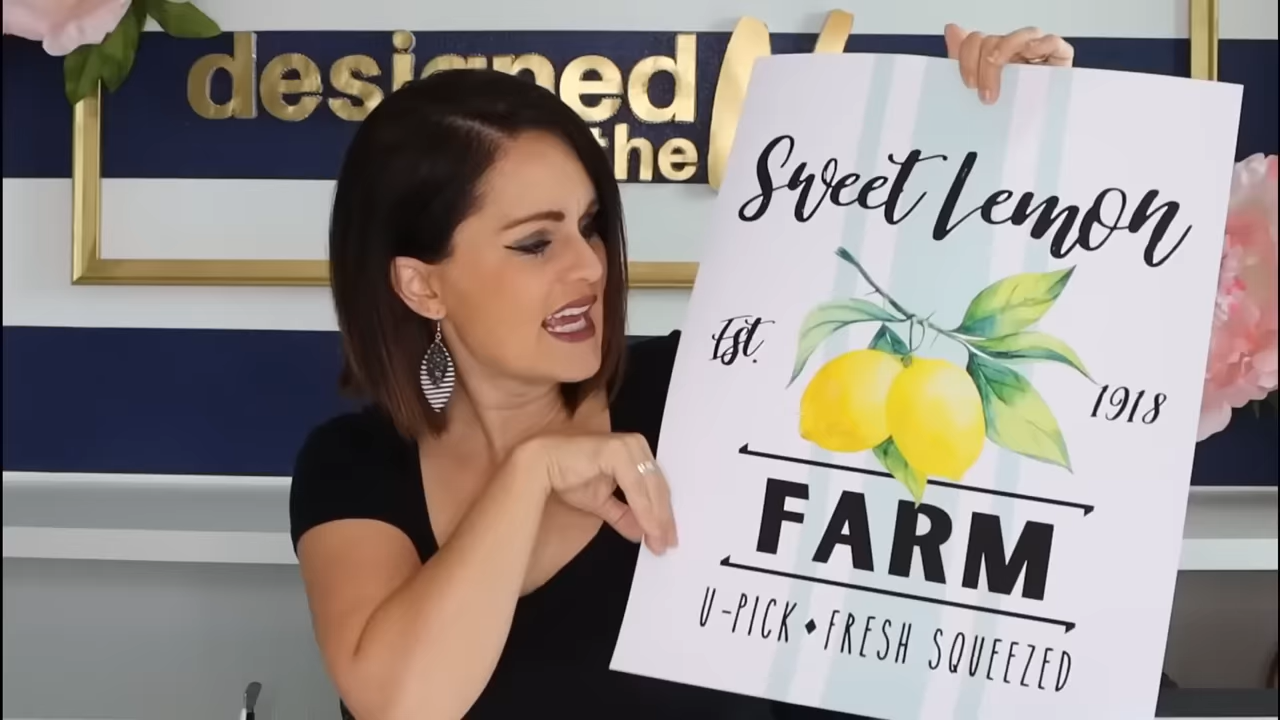 designed
the
Sweet Lemon
Est. 1918
FARM
U-PICK ♦ FRESH SQUEEZED